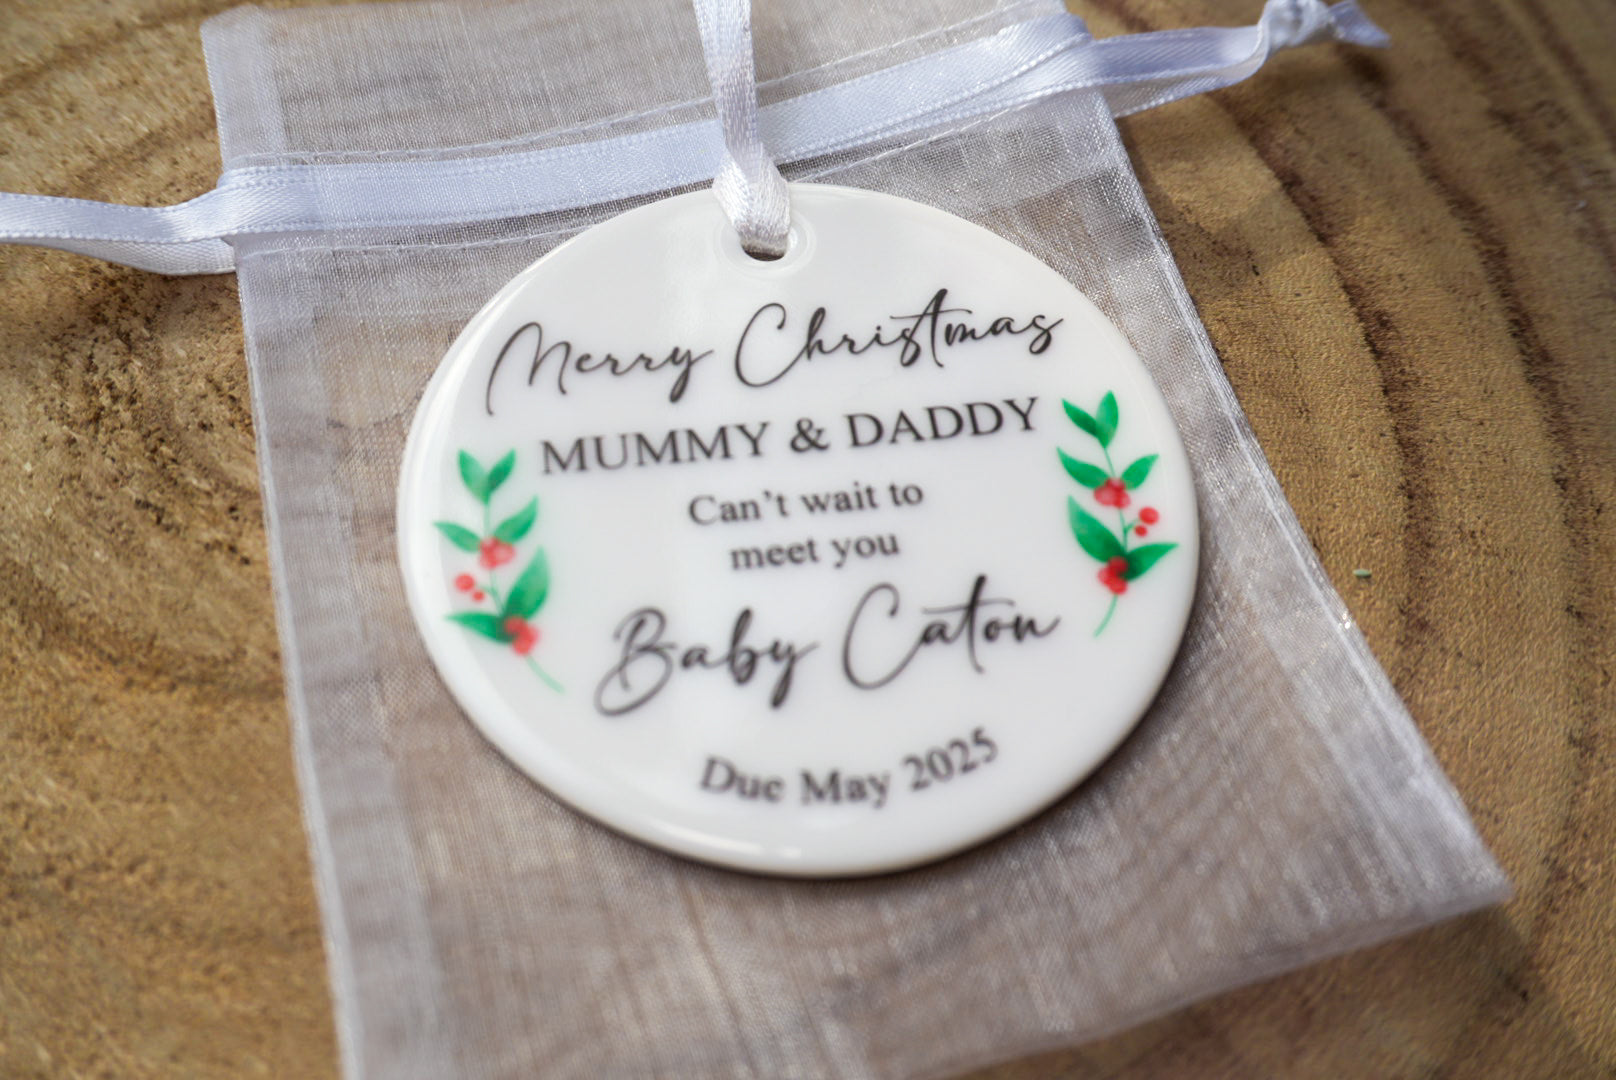 Merry Christmas
MUMMY & DADDY
Can't wait to
meet you
Baby Caton
Due May 2025